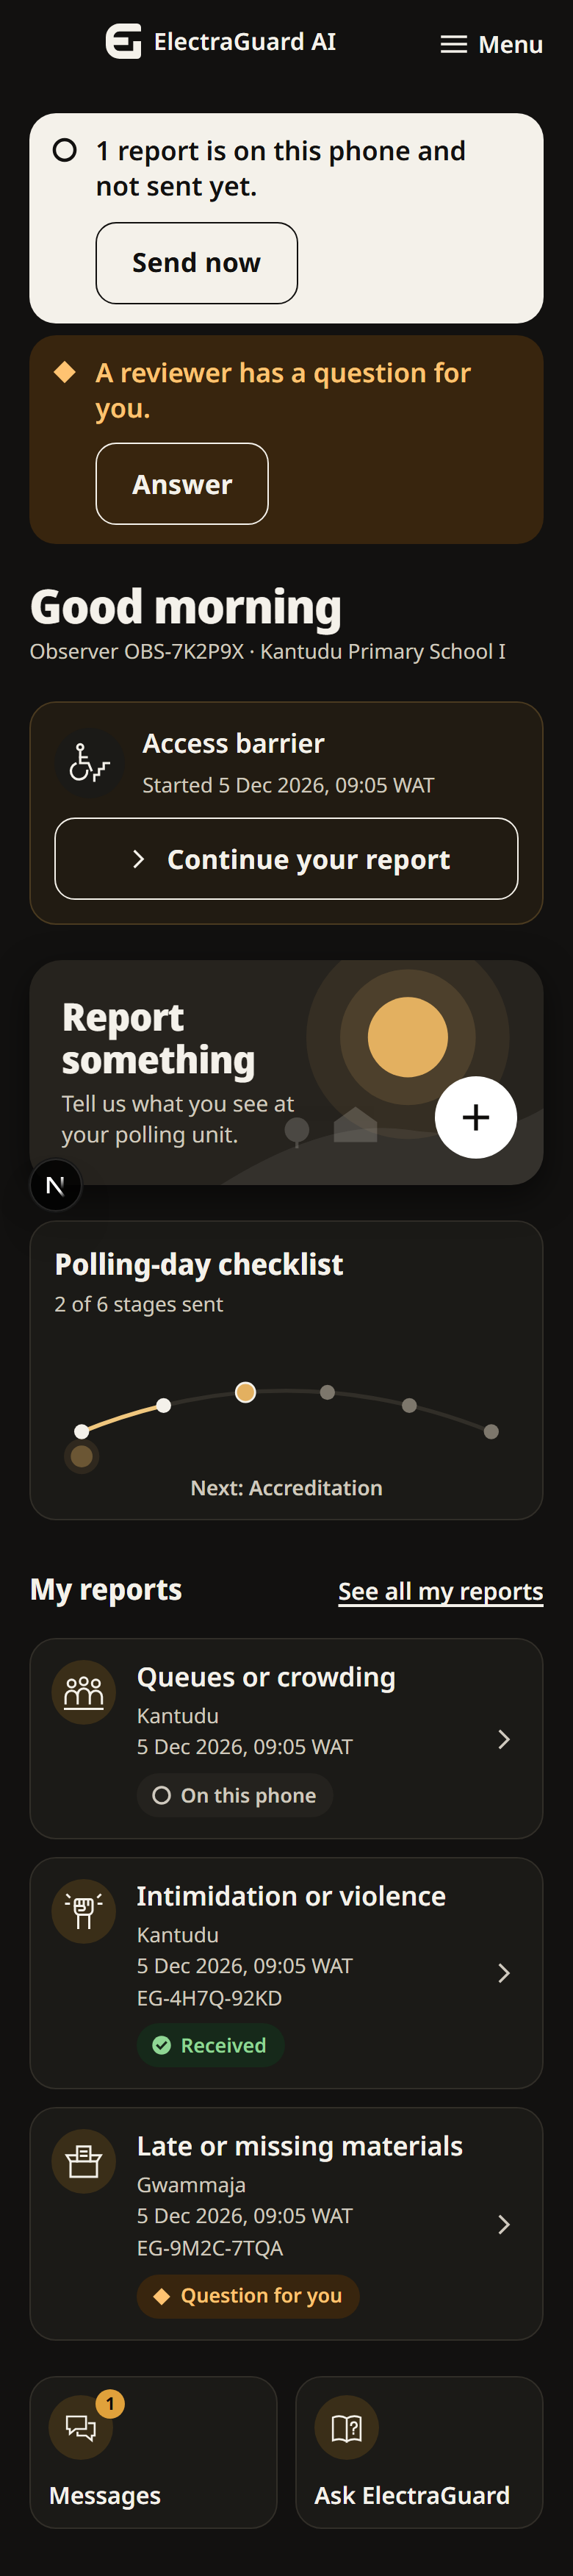 ElectraGuard AI
Menu
1 report is on this phone and
not sent yet.
Send now
A reviewer has a question for
you.
Answer
Good morning
Observer OBS-7K2P9X · Kantudu Primary School I
Access barrier
Started 5 Dec 2026, 09:05 WAT
Continue your report
Report
something
Tell us what you see at
your polling unit.
N
Polling-day checklist
2 of 6 stages sent
Next: Accreditation
My reports
See all my reports
Queues or crowding
Kantudu
5 Dec 2026, 09:05 WAT
On this phone
Intimidation or violence
Kantudu
5 Dec 2026, 09:05 WAT
EG-4H7Q-92KD
Received
Late or missing materials
Gwammaja
5 Dec 2026, 09:05 WAT
EG-9M2C-7TQA
Question for you
1
Messages
Ask ElectraGuard